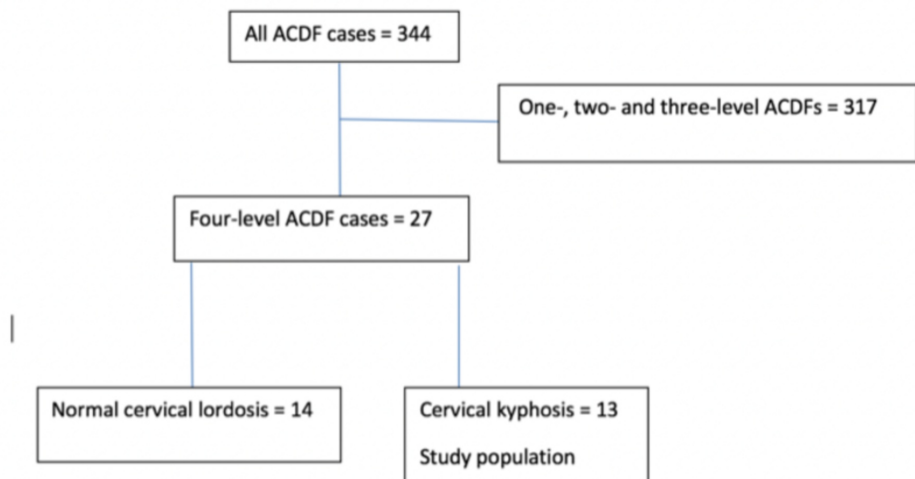 All ACDF cases = 344
One-, two- and three-level ACDFs = 317
Four-level ACDF cases = 27
Normal cervical lordosis = 14
Cervical kyphosis = 13
Study population